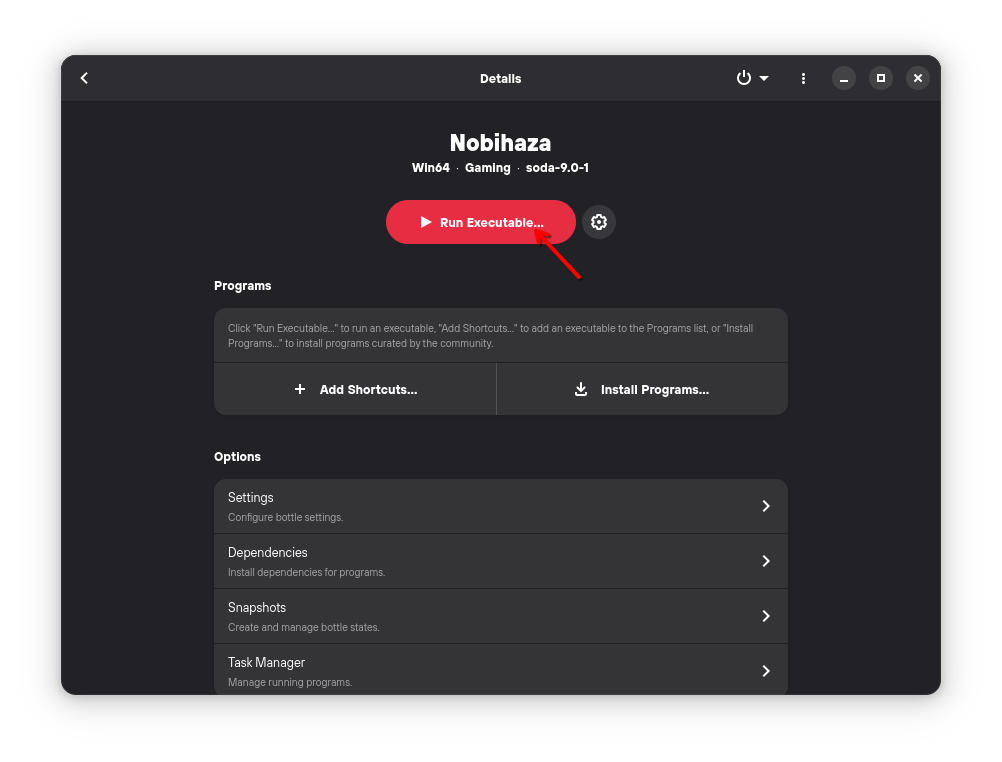 Details
Nobihaza
Win64 · Gaming · soda-9.0-1
Run Executable...
Programs
Click "Run Executable..." to run an executable, "Add Shortcuts..." to add an executable to the Programs list, or "Install
Programs..." to install programs curated by the community.
Add Shortcuts...
Install Programs...
Options
Settings
Configure bottle settings.
Dependencies
Install dependencies for programs.
Snapshots
Create and manage bottle states.
Task Manager
Manage running programs.